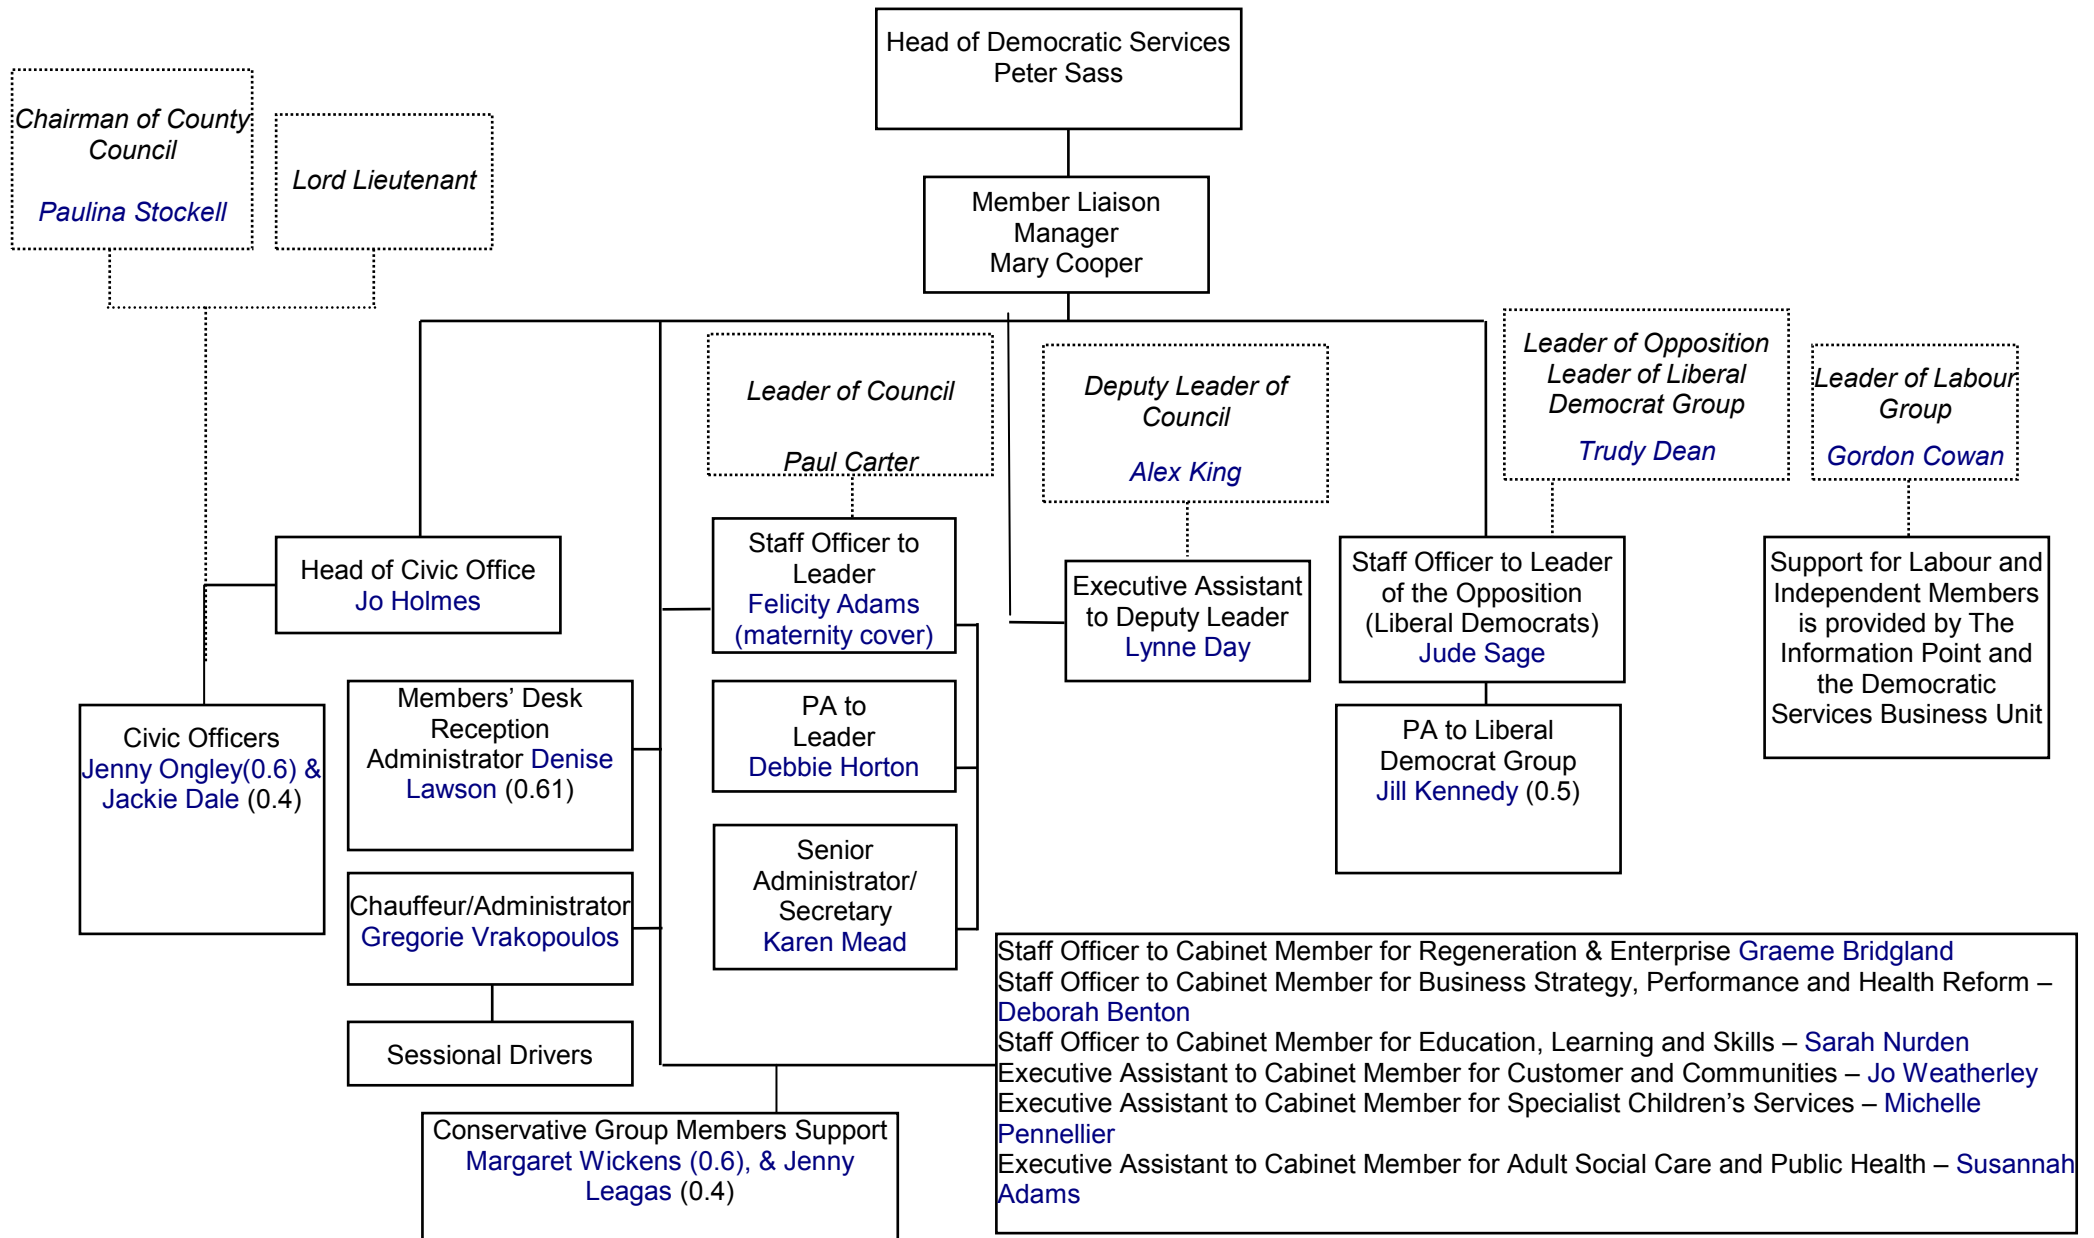 Head of Democratic Services
Peter Sass
Chairman of County
Council
Paulina Stockell
Lord Lieutenant
Member Liaison
Manager
Mary Cooper
Leader of Council
Paul Carter
Deputy Leader of
Council
Alex King
Leader of Opposition
Leader of Liberal
Democrat Group
Trudy Dean
Leader of Labour
Group
Gordon Cowan
Head of Civic Office
Jo Holmes
Staff Officer to
Leader
Felicity Adams
(maternity cover)
Executive Assistant
to Deputy Leader
Lynne Day
Staff Officer to Leader
of the Opposition
(Liberal Democrats)
Jude Sage
Support for Labour and
Independent Members
is provided by The
Information Point and
the Democratic
Services Business Unit
Civic Officers
Jenny Ongley(0.6) &
Jackie Dale (0.4)
Members’ Desk
Reception
Administrator Denise
Lawson (0.61)
PA to
Leader
Debbie Horton
PA to Liberal
Democrat Group
Jill Kennedy (0.5)
Chauffeur/Administrator
Gregorie Vrakopoulos
Senior
Administrator/
Secretary
Karen Mead
Sessional Drivers
Staff Officer to Cabinet Member for Regeneration & Enterprise Graeme Bridgland
Staff Officer to Cabinet Member for Business Strategy, Performance and Health Reform –
Deborah Benton
Staff Officer to Cabinet Member for Education, Learning and Skills – Sarah Nurden
Executive Assistant to Cabinet Member for Customer and Communities – Jo Weatherley
Executive Assistant to Cabinet Member for Specialist Children’s Services – Michelle
Pennellier
Executive Assistant to Cabinet Member for Adult Social Care and Public Health – Susannah
Adams
Conservative Group Members Support
Margaret Wickens (0.6), & Jenny
Leagas (0.4)